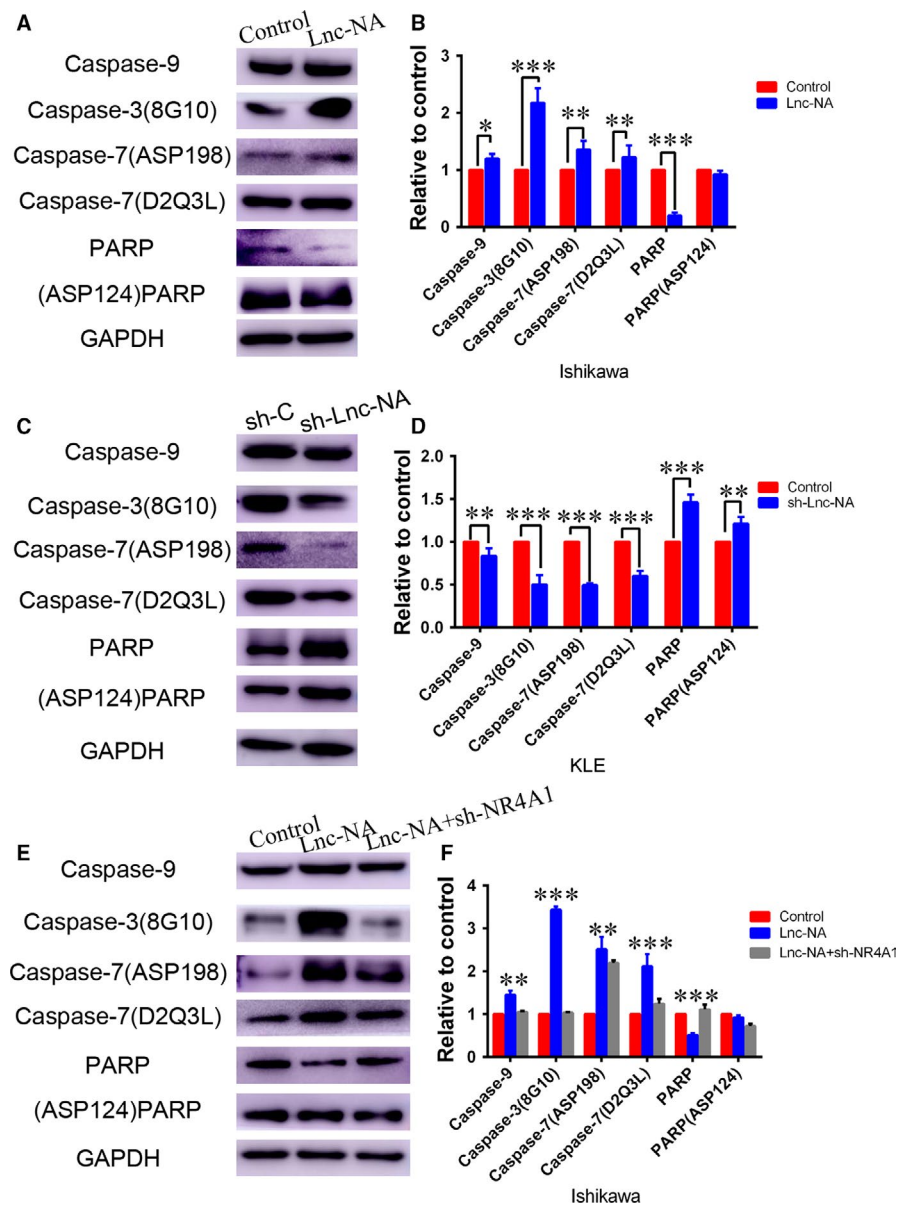 A
Control Lnc-NA
Caspase-9
Caspase-3(8G10)
Caspase-7(ASP198)
Caspase-7(D2Q3L)
PARP
(ASP124)PARP
GAPDH
B
Relative to control
3
2
1
0
* *** ** ** ***
Control
Lnc-NA
Caspase-9
Caspase-3(8G10)
Caspase-7(ASP198)
Caspase-7(D2Q3L)
PARP
PARP(ASP124)
Ishikawa
C
sh-C sh-Lnc-NA
Caspase-9
Caspase-3(8G10)
Caspase-7(ASP198)
Caspase-7(D2Q3L)
PARP
(ASP124)PARP
GAPDH
D
Relative to control
2.0
1.5
1.0
0.5
0.0
** *** *** *** *** **
Control
sh-Lnc-NA
Caspase-9
Caspase-3(8G10)
Caspase-7(ASP198)
Caspase-7(D2Q3L)
PARP
PARP(ASP124)
KLE
E
Control Lnc-NA Lnc-NA+sh-NR4A1
Caspase-9
Caspase-3(8G10)
Caspase-7(ASP198)
Caspase-7(D2Q3L)
PARP
(ASP124)PARP
GAPDH
F
Relative to control
4
3
2
1
0
** *** ** *** ***
Control
Lnc-NA
Lnc-NA+sh-NR4A1
Caspase-9
Caspase-3(8G10)
Caspase-7(ASP198)
Caspase-7(D2Q3L)
PARP
PARP(ASP124)
Ishikawa